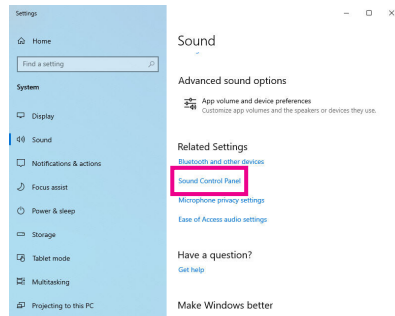 Settings
Home
Find a setting
System
Display
Sound
Notifications & actions
Focus assist
Power & sleep
Storage
Tablet mode
Multitasking
Projecting to this PC
Sound
Advanced sound options
App volume and device preferences
Customize app volumes and the speakers or devices they use.
Related Settings
Bluetooth and other devices
Sound Control Panel
Microphone privacy settings
Ease of Access audio settings
Have a question?
Get help
Make Windows better